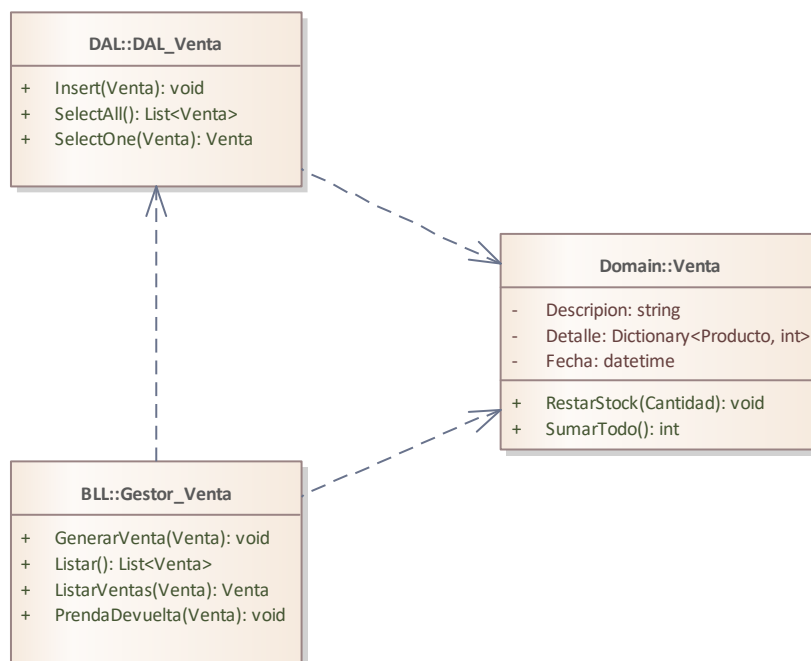 DAL::DAL_Venta
+ Insert(Venta): void
+ SelectAll(): List<Venta>
+ SelectOne(Venta): Venta
Domain::Venta
- Descripion: string
- Detalle: Dictionary<Producto, int>
- Fecha: datetime
+ RestarStock(Cantidad): void
+ SumarTodo(): int
BLL::Gestor_Venta
+ GenerarVenta(Venta): void
+ Listar(): List<Venta>
+ ListarVentas(Venta): Venta
+ PrendaDevuelta(Venta): void